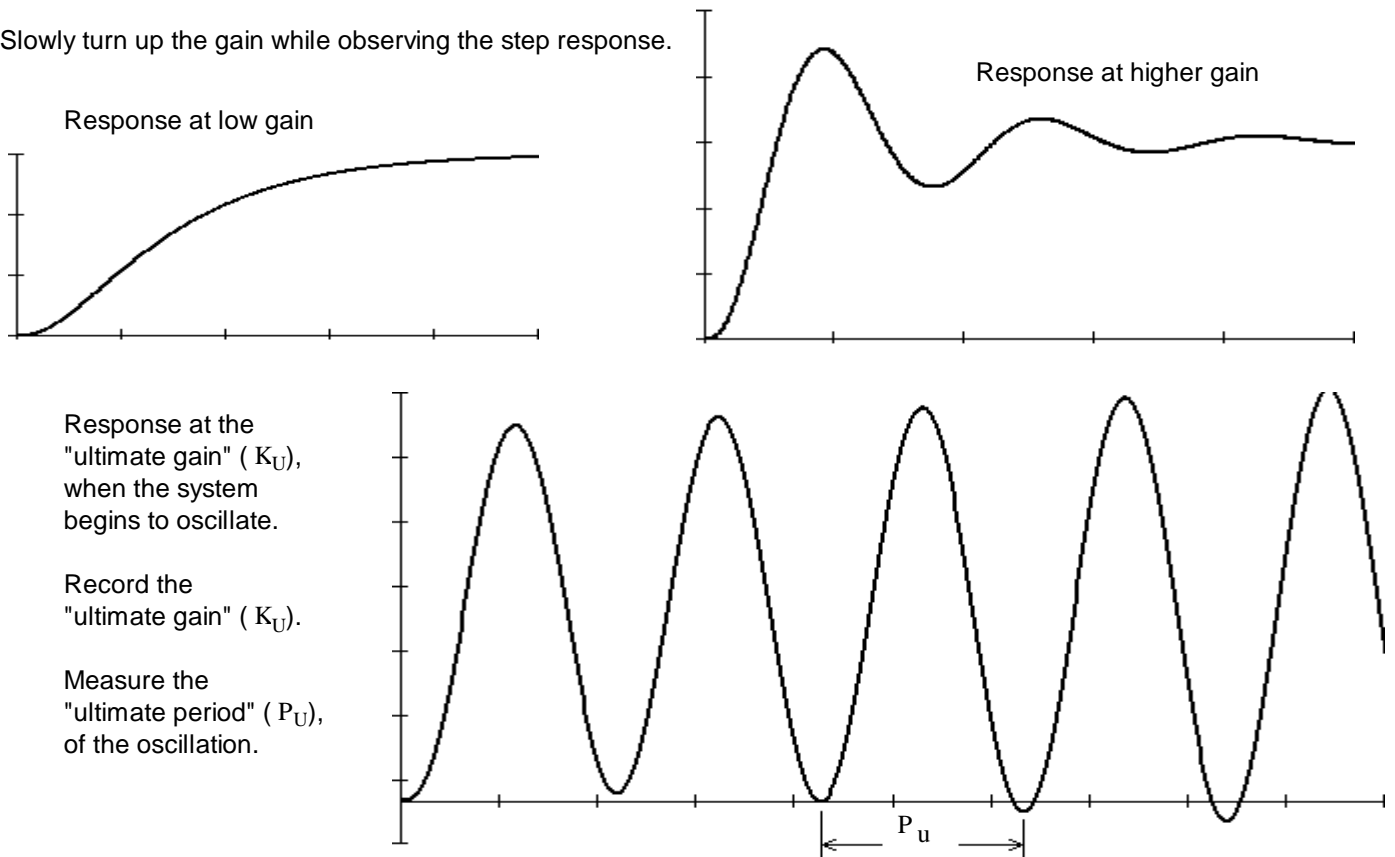 Slowly turn up the gain while observing the step response.
Response at low gain
Response at higher gain
Response at the
"ultimate gain" ( K_U),
when the system
begins to oscillate.
Record the
"ultimate gain" ( K_U).
Measure the
"ultimate period" ( P_U),
of the oscillation.
P_u